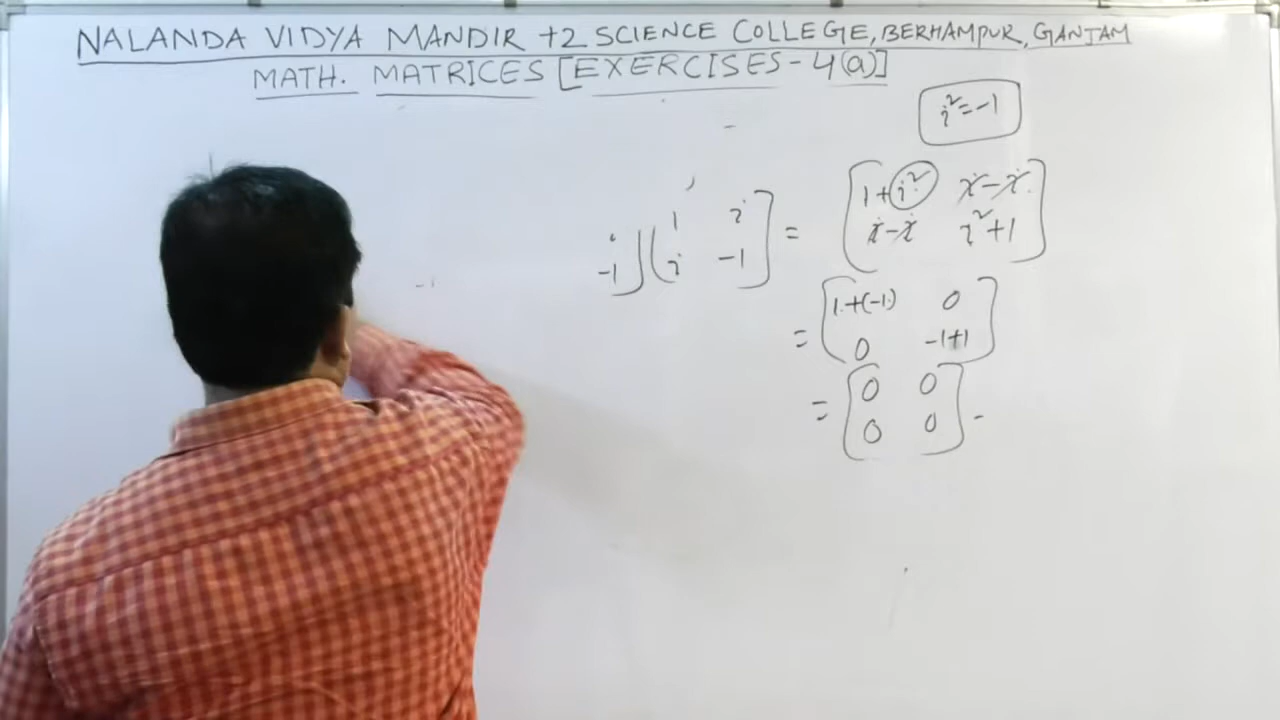 NALANDA VIDYA MANDIR +2 SCIENCE COLLEGE, BERHAMPUR, GANJAM
MATH. MATRICES [EXERCISES - 4(a)]
i²=-1
i] [1 i] = [1+i² i-i]
-1] [i -1] [i-i i²+1]
= [1+(-1) 0]
[0 -1+1]
= [0 0]
[0 0]